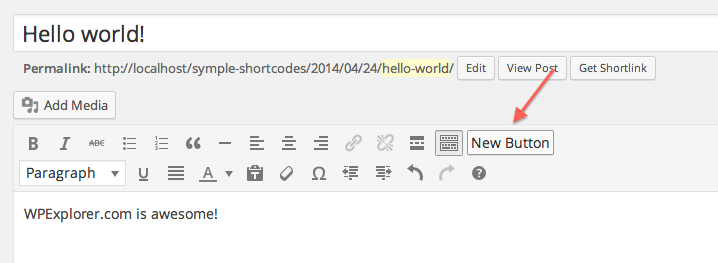 Hello world!
Permalink: http://localhost/symple-shortcodes/2014/04/24/hello-world/ Edit View Post Get Shortlink
Add Media
B I ABC New Button
Paragraph U A Ω ?
WPExplorer.com is awesome!